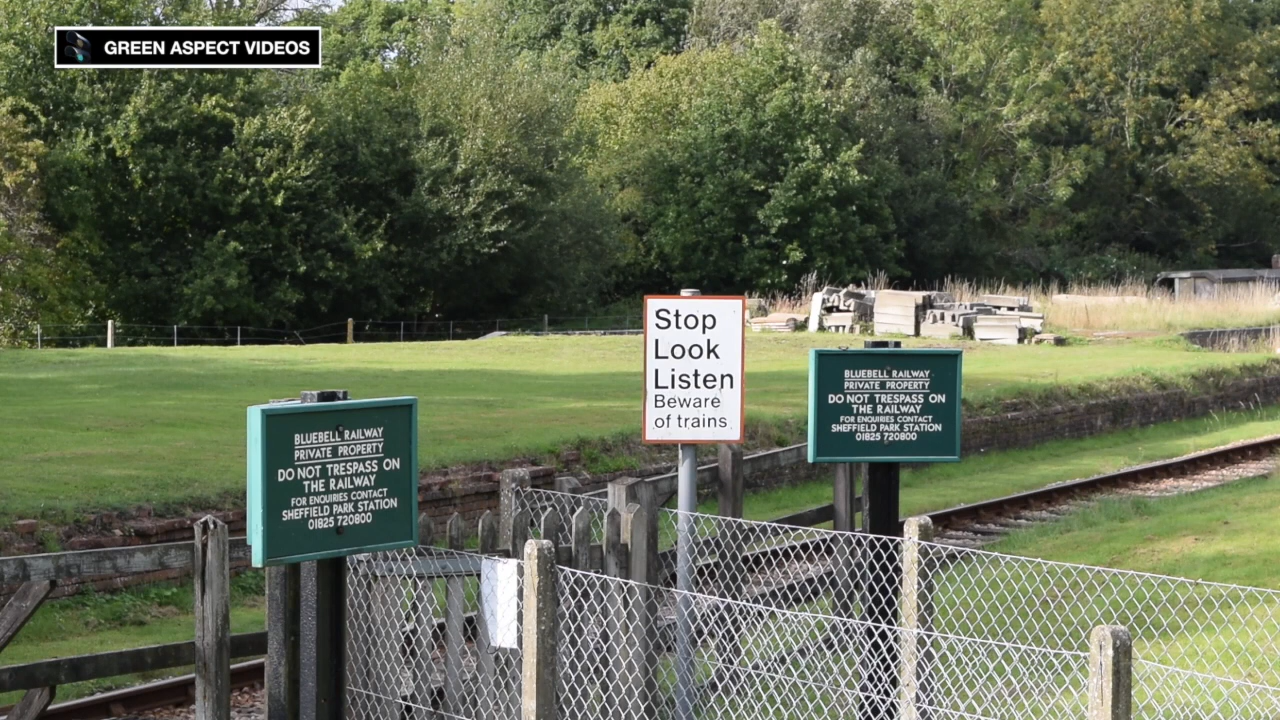 GREEN ASPECT VIDEOS
Stop
Look
Listen
Beware
of trains
BLUEBELL RAILWAY
PRIVATE PROPERTY
DO NOT TRESPASS ON
THE RAILWAY
FOR ENQUIRIES CONTACT
SHEFFIELD PARK STATION
01825 720800
BLUEBELL RAILWAY
PRIVATE PROPERTY
DO NOT TRESPASS ON
THE RAILWAY
FOR ENQUIRIES CONTACT
SHEFFIELD PARK STATION
01825 720800